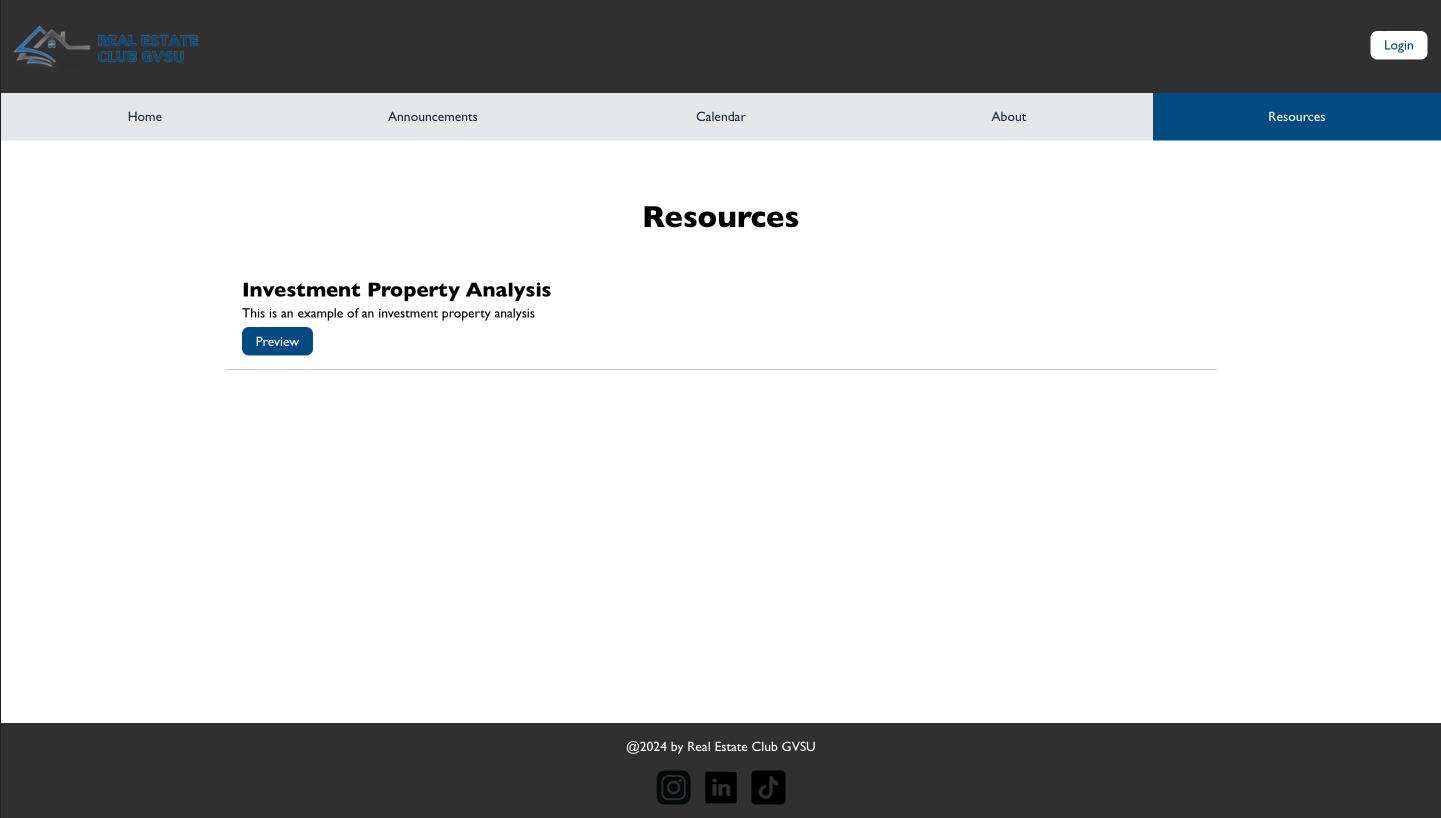 REAL ESTATE
CLUB GVSU
Login
Home
Announcements
Calendar
About
Resources
Resources
Investment Property Analysis
This is an example of an investment property analysis
Preview
@2024 by Real Estate Club GVSU
in